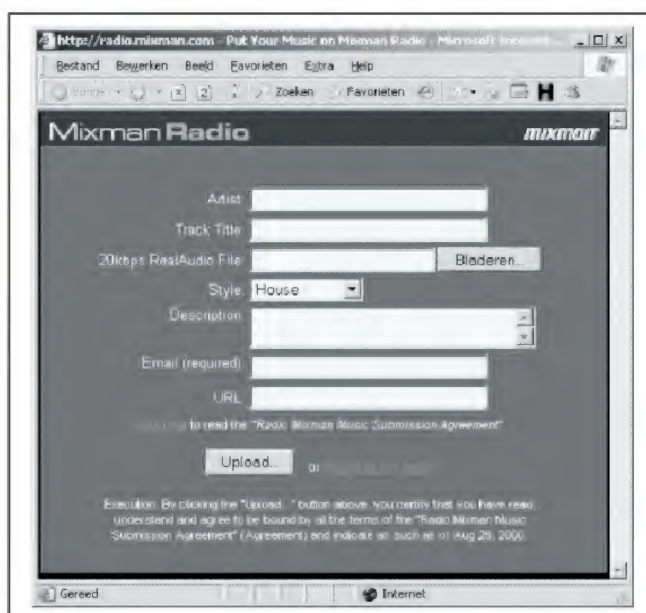 http://radio.mixman.com - Put Your Music on Mixman Radio - Microsoft Internet
Bestand Bewerken Beeld Favorieten Extra Help
Zoeken Favorieten
Mixman Radio mixman
Artist
Track Title
20kbps RealAudio File Bladeren...
Style House
Description
Email (required)
URL
to read the "Radio Mixman Music Submission Agreement"
Upload... or
Execution: By clicking the "Upload..." button above, you certify that you have read,
understand and agree to be bound by all the terms of the "Radio Mixman Music
Submission Agreement" (Agreement) and indicate as such as of Aug 26, 2000.
Gereed Internet